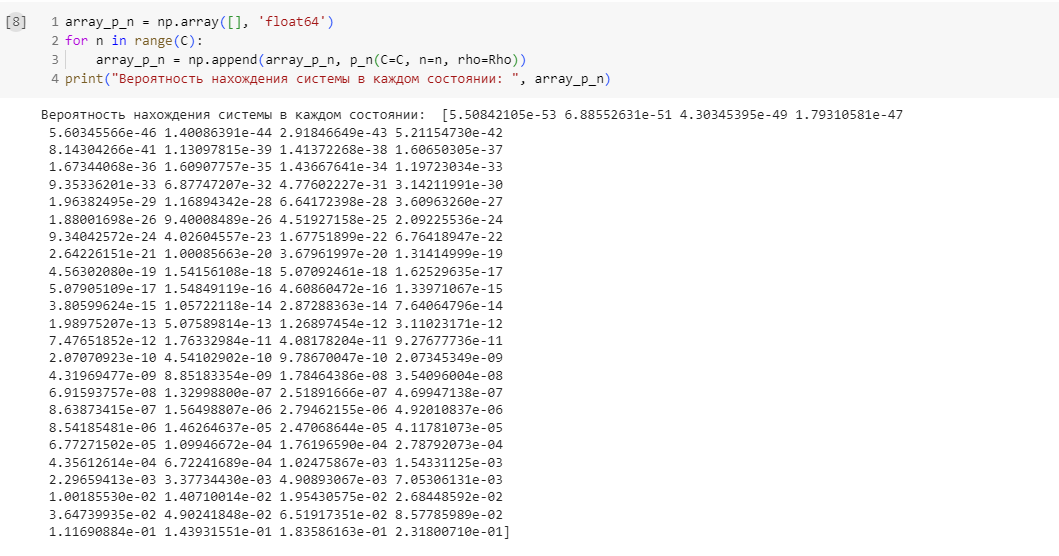 [8]
1 array_p_n = np.array([], 'float64')
2 for n in range(C):
3     array_p_n = np.append(array_p_n, p_n(C=C, n=n, rho=Rho))
4 print("Вероятность нахождения системы в каждом состоянии: ", array_p_n)
Вероятность нахождения системы в каждом состоянии:  [5.50842105e-53 6.88552631e-51 4.30345395e-49 1.79310581e-47
5.60345566e-46 1.40086391e-44 2.91846649e-43 5.21154730e-42
8.14304266e-41 1.13097815e-39 1.41372268e-38 1.60650305e-37
1.67344068e-36 1.60907757e-35 1.43667641e-34 1.19723034e-33
9.35336201e-33 6.87747207e-32 4.77602227e-31 3.14211991e-30
1.96382495e-29 1.16894342e-28 6.64172398e-28 3.60963260e-27
1.88001698e-26 9.40008489e-26 4.51927158e-25 2.09225536e-24
9.34042572e-24 4.02604557e-23 1.67751899e-22 6.76418947e-22
2.64226151e-21 1.00085663e-20 3.67961997e-20 1.31414999e-19
4.56302080e-19 1.54156108e-18 5.07092461e-18 1.62529635e-17
5.07905109e-17 1.54849119e-16 4.60860472e-16 1.33971067e-15
3.80599624e-15 1.05722118e-14 2.87288363e-14 7.64064796e-14
1.98975207e-13 5.07589814e-13 1.26897454e-12 3.11023171e-12
7.47651852e-12 1.76332984e-11 4.08178204e-11 9.27677736e-11
2.07070923e-10 4.54102902e-10 9.78670047e-10 2.07345349e-09
4.31969477e-09 8.85183354e-09 1.78464386e-08 3.54096004e-08
6.91593757e-08 1.32998800e-07 2.51891666e-07 4.69947138e-07
8.63873415e-07 1.56498807e-06 2.79462155e-06 4.92010837e-06
8.54185481e-06 1.46264637e-05 2.47068644e-05 4.11781073e-05
6.77271502e-05 1.09946672e-04 1.76196590e-04 2.78792073e-04
4.35612614e-04 6.72241689e-04 1.02475867e-03 1.54331125e-03
2.29659413e-03 3.37734430e-03 4.90893067e-03 7.05306131e-03
1.00185530e-02 1.40710014e-02 1.95430575e-02 2.68448592e-02
3.64739935e-02 4.90241848e-02 6.51917351e-02 8.57785989e-02
1.11690884e-01 1.43931551e-01 1.83586163e-01 2.31800710e-01]